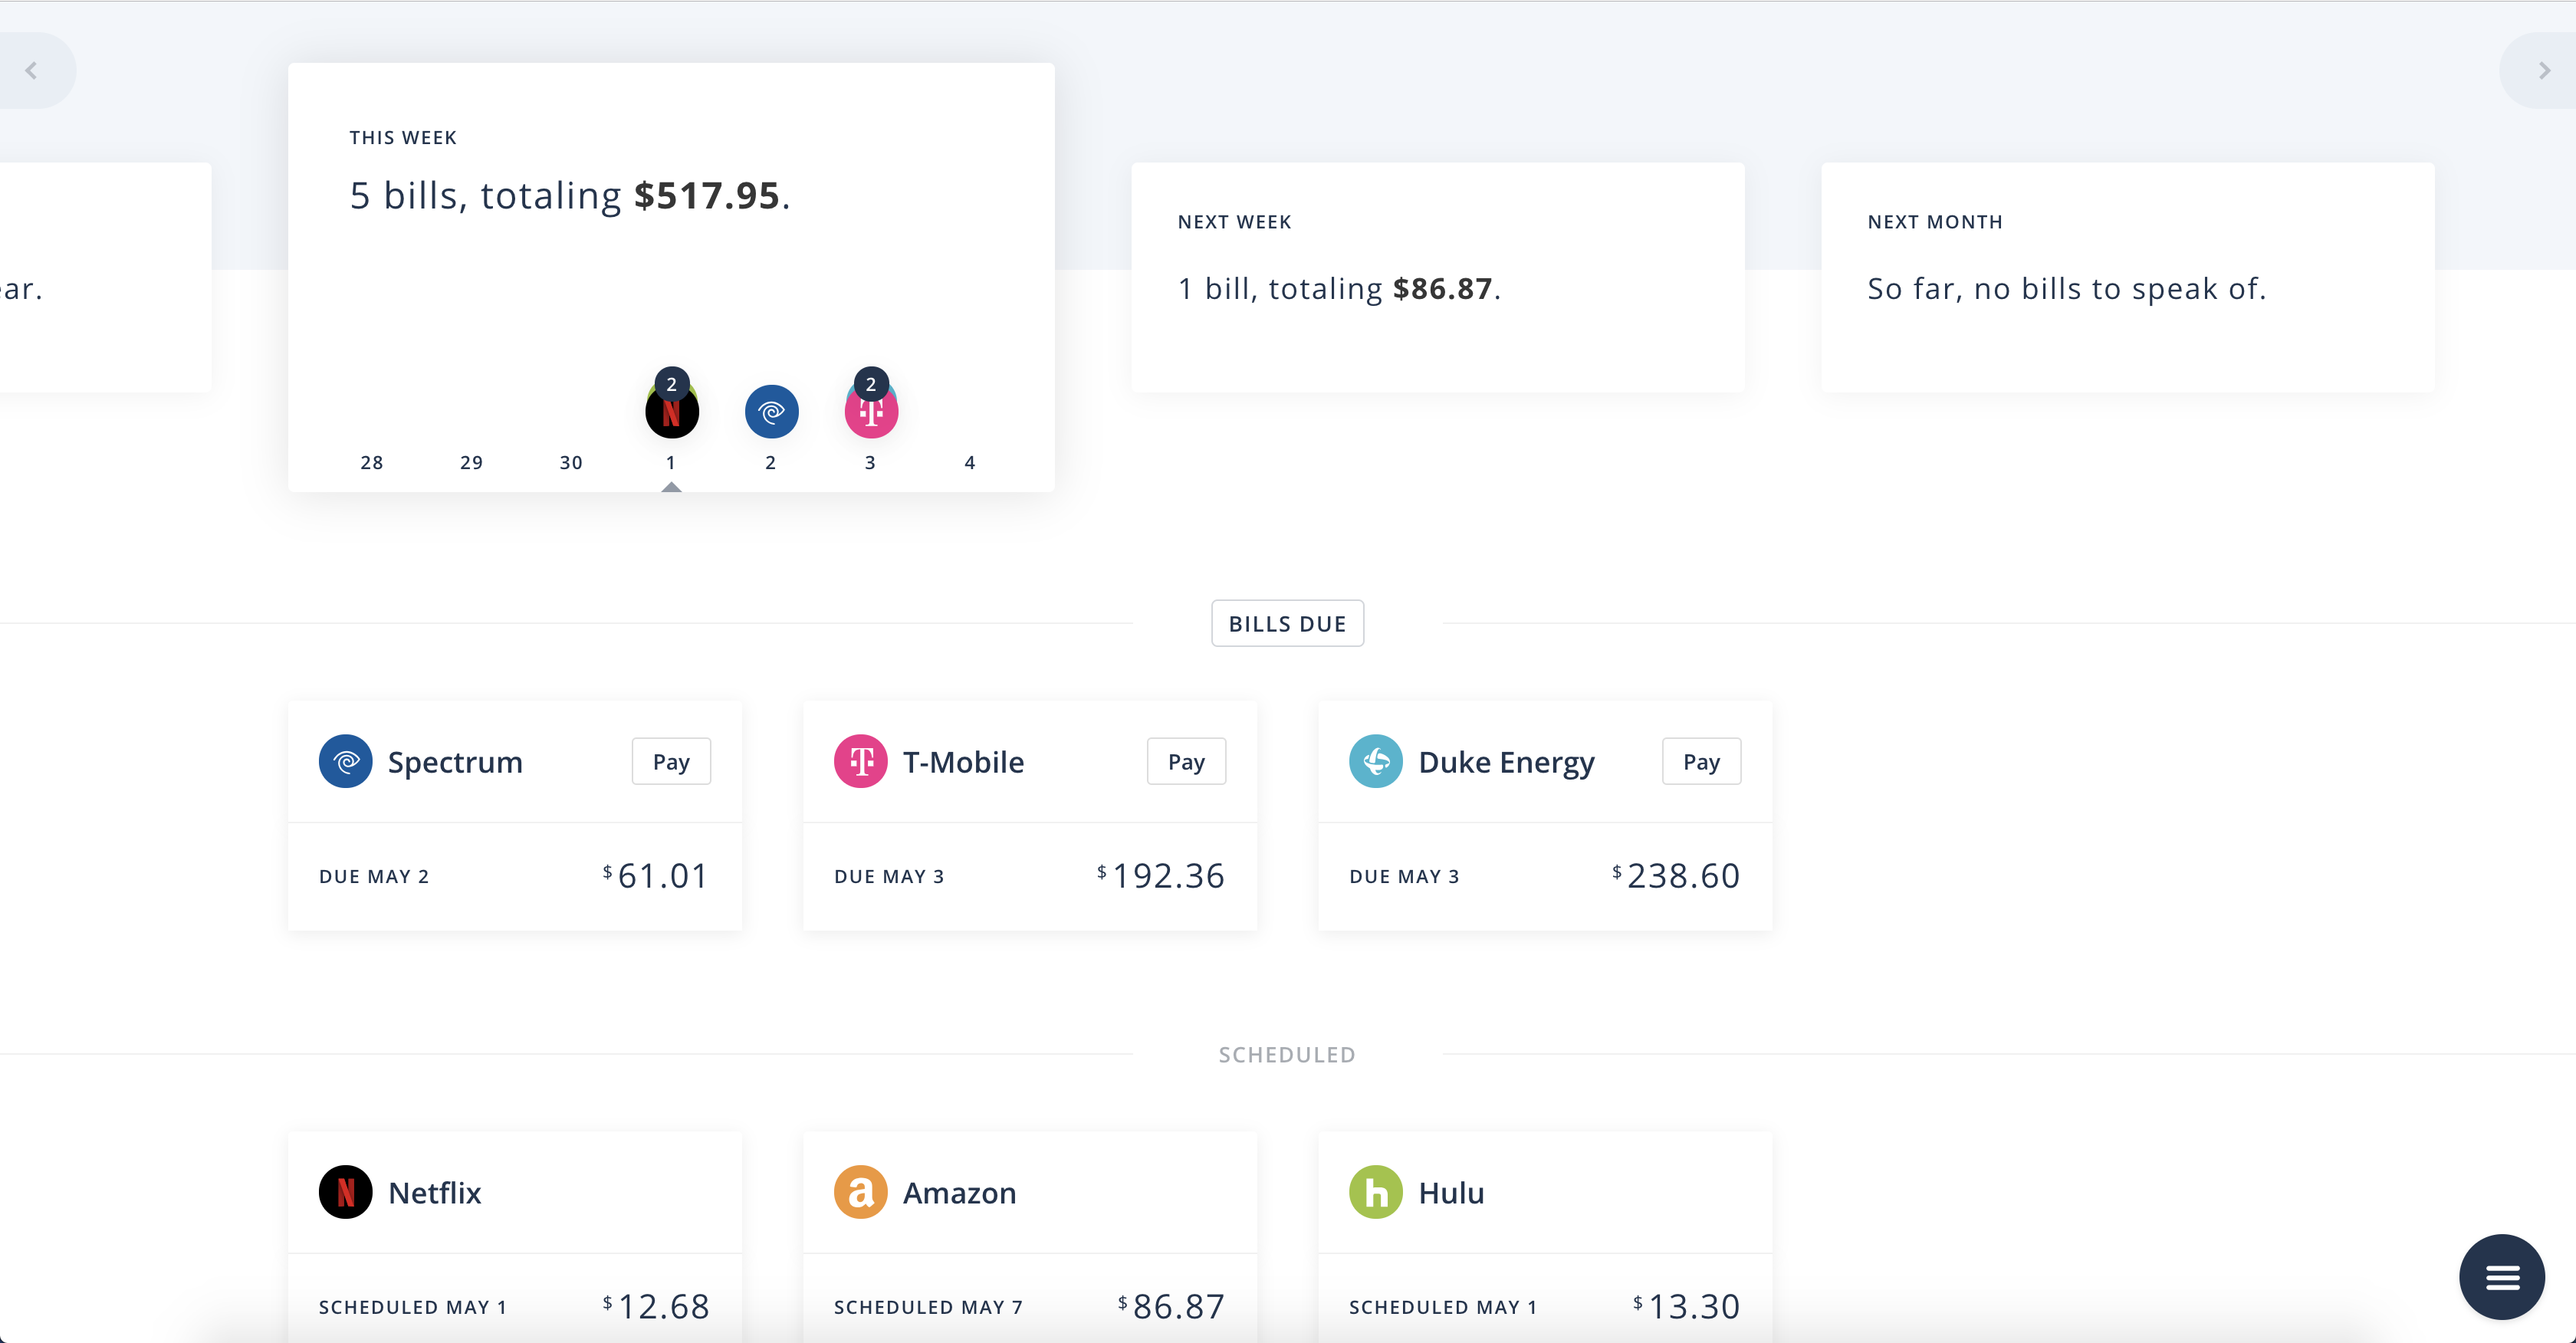 THIS WEEK
5 bills, totaling $517.95.
ear.
NEXT WEEK
1 bill, totaling $86.87.
NEXT MONTH
So far, no bills to speak of.
2
2
N
T
28 29 30 1 2 3 4
BILLS DUE
Spectrum
Pay
DUE MAY 2
$61.01
T
T-Mobile
Pay
DUE MAY 3
$192.36
Duke Energy
Pay
DUE MAY 3
$238.60
SCHEDULED
N
Netflix
SCHEDULED MAY 1
$12.68
a
Amazon
SCHEDULED MAY 7
$86.87
h
Hulu
SCHEDULED MAY 1
$13.30